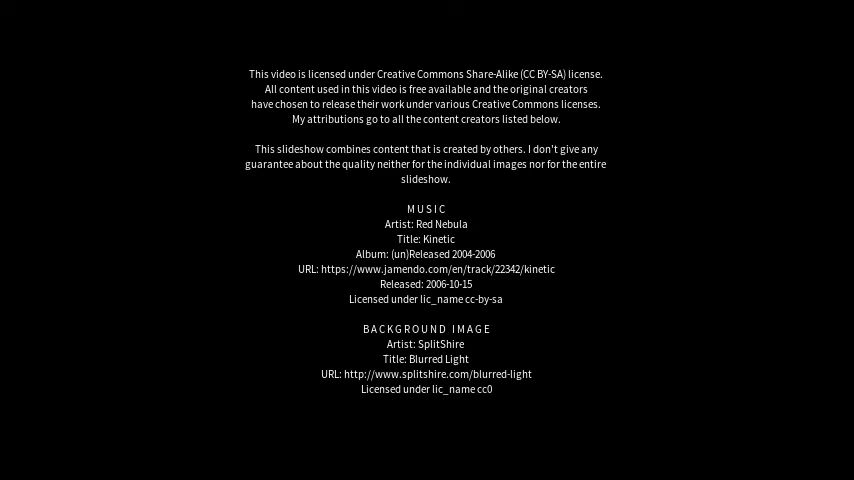 This video is licensed under Creative Commons Share-Alike (CC BY-SA) license.
All content used in this video is free available and the original creators
have chosen to release their work under various Creative Commons licenses.
My attributions go to all the content creators listed below.
This slideshow combines content that is created by others. I don't give any
guarantee about the quality neither for the individual images nor for the entire
slideshow.
MUSIC
Artist: Red Nebula
Title: Kinetic
Album: (un)Released 2004-2006
URL: https://www.jamendo.com/en/track/22342/kinetic
Released: 2006-10-15
Licensed under lic_name cc-by-sa
BACKGROUND IMAGE
Artist: SplitShire
Title: Blurred Light
URL: http://www.splitshire.com/blurred-light
Licensed under lic_name cc0